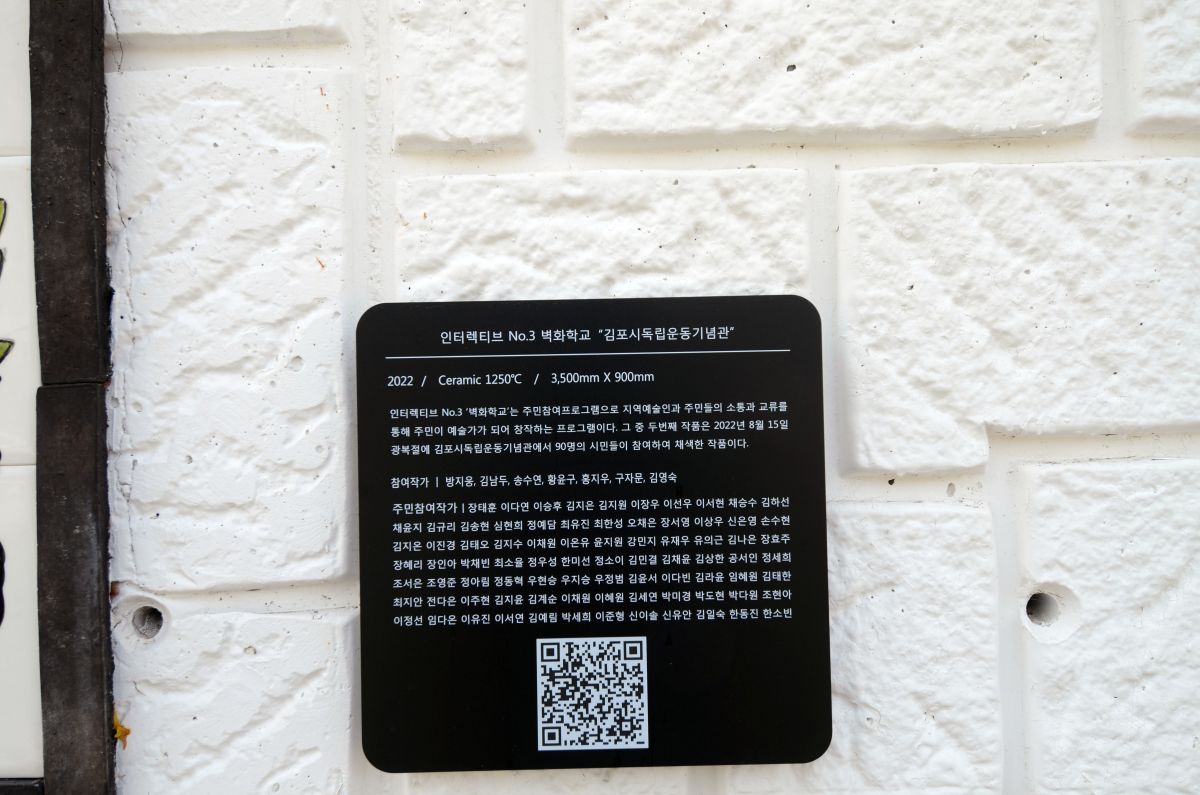 인터렉티브 No.3 벽화학교 "김포시독립운동기념관"
2022 / Ceramic 1250℃ / 3,500mm X 900mm
인터렉티브 No.3 '벽화학교'는 주민참여프로그램으로 지역예술인과 주민들의 소통과 교류를
통해 주민이 예술가가 되어 창작하는 프로그램이다. 그 중 두번째 작품은 2022년 8월 15일
광복절에 김포시독립운동기념관에서 90명의 시민들이 참여하여 채색한 작품이다.
참여작가 | 방지웅, 김남두, 송수연, 황윤구, 홍지우, 구자문, 김영숙
주민참여작가 | 장태훈 이다연 이승후 김지은 김지원 이장우 이선우 이서현 채승수 김하선
채윤지 김규리 김송현 심현희 정예담 최유진 최한성 오채은 장서영 이상우 신은영 손수현
김지은 이진경 김태오 김지수 이채원 이온유 윤지원 강민지 유재우 유의근 김나은 장효주
장혜리 장인아 박채빈 최소율 정우성 한미선 정소이 김민결 김채윤 김상한 공서인 정세희
조서은 조영준 정아림 정동혁 우현승 우지승 우정범 김윤서 이다빈 김라윤 임혜원 김태한
최지안 전다은 이주현 김지윤 김계순 이채원 이혜원 김세연 박미경 박도현 박다원 조현아
이정선 임다온 이유진 이서연 김예림 박세희 이준형 신이솔 신유안 김일숙 한동진 한소빈